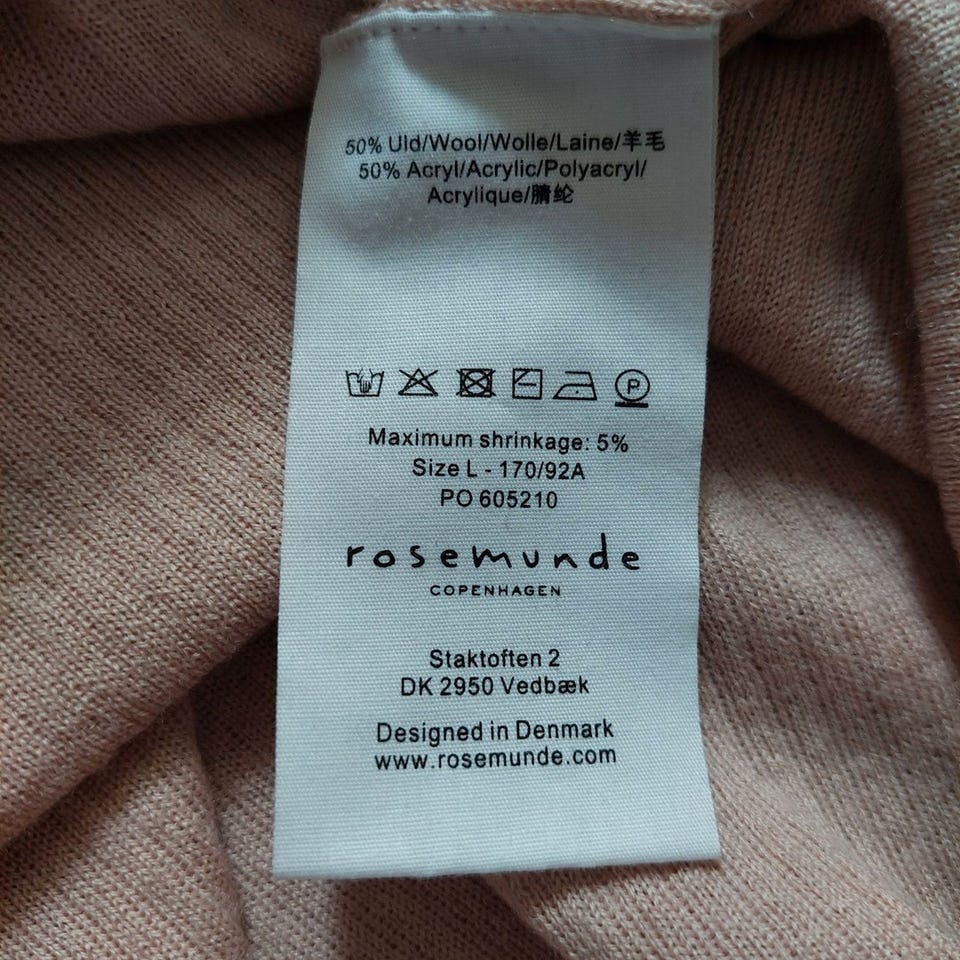 50% Uld/Wool/Wolle/Laine/羊毛
50% Acryl/Acrylic/Polyacryl/
Acrylique/腈纶
P
Maximum shrinkage: 5%
Size L - 170/92A
PO 605210
rosemunde
COPENHAGEN
Staktoften 2
DK 2950 Vedbæk
Designed in Denmark
www.rosemunde.com